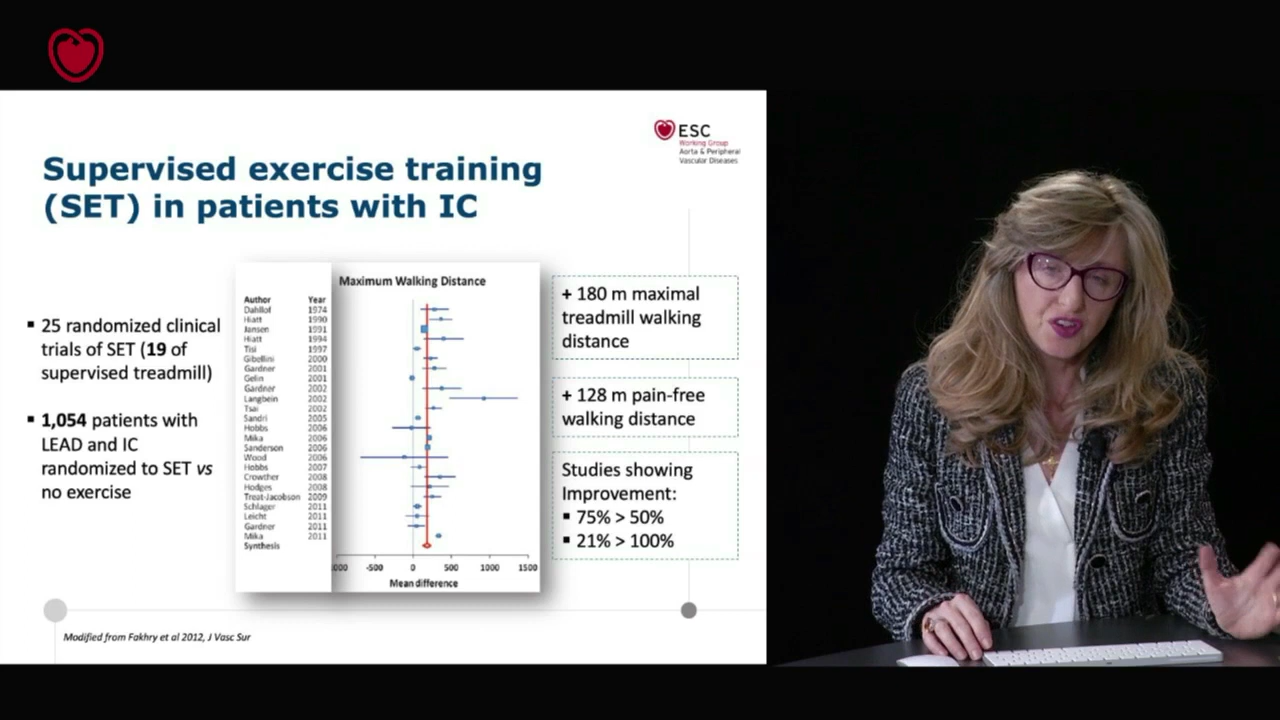 ESC
Working Group
Aorta & Peripheral
Vascular Diseases
Supervised exercise training
(SET) in patients with IC
▪ 25 randomized clinical
trials of SET (19 of
supervised treadmill)
▪ 1,054 patients with
LEAD and IC
randomized to SET vs
no exercise
Maximum Walking Distance
Author Year
Dahllof 1974
Hiatt 1990
Jansen 1991
Hiatt 1994
Tisi 1997
Gibellini 2000
Gardner 2001
Gelin 2001
Gardner 2002
Langbein 2002
Tsai 2002
Sandri 2005
Hobbs 2006
Mika 2006
Sanderson 2006
Wood 2006
Hobbs 2007
Crowther 2008
Hodges 2008
Treat-Jacobson 2009
Schlager 2011
Leicht 2011
Gardner 2011
Mika 2011
Synthesis
000 -500 0 500 1000 1500
Mean difference
+ 180 m maximal
treadmill walking
distance
+ 128 m pain-free
walking distance
Studies showing
Improvement:
▪ 75% > 50%
▪ 21% > 100%
Modified from Fakhry et al 2012, J Vasc Sur